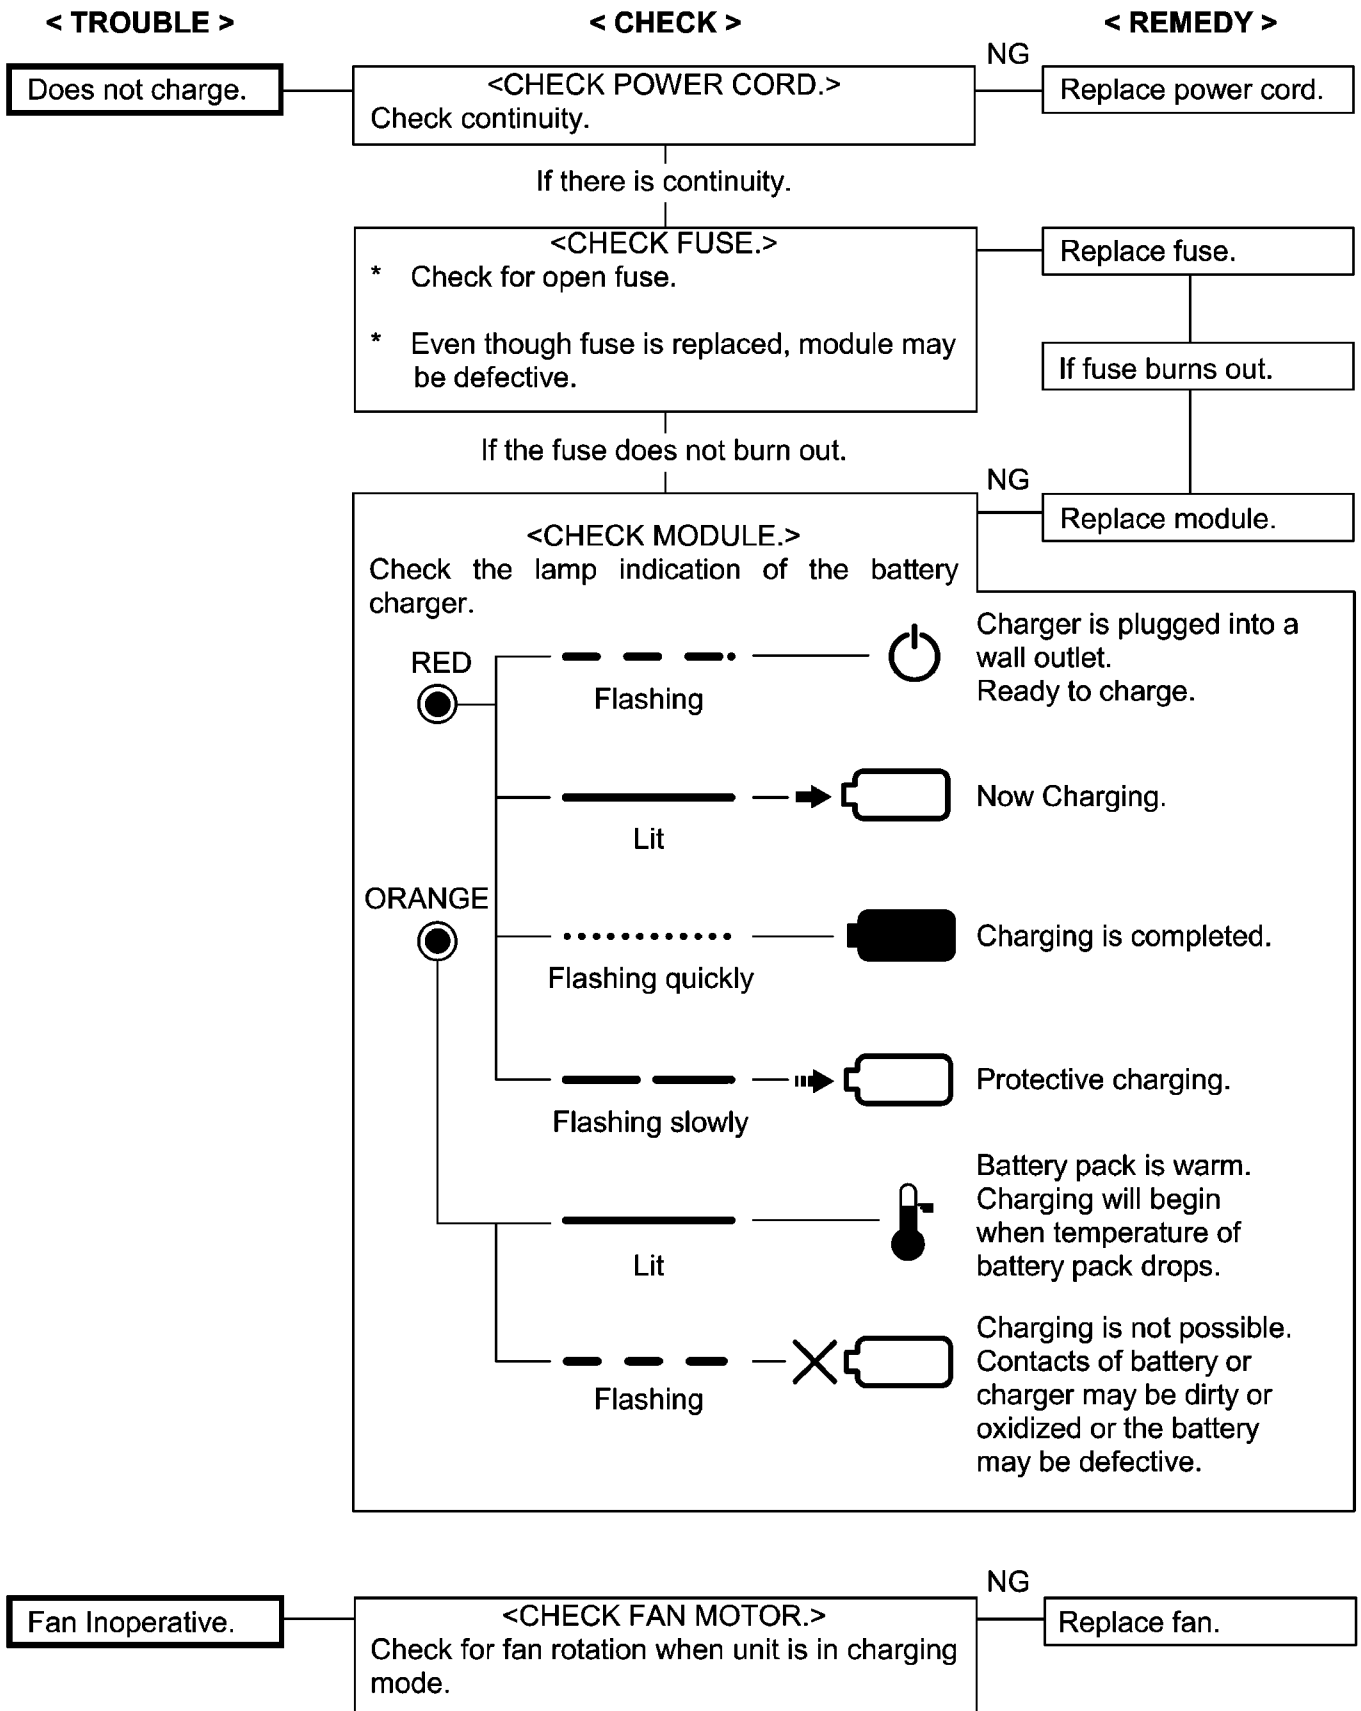 < TROUBLE >
< CHECK >
< REMEDY >
Does not charge.
<CHECK POWER CORD.>
Check continuity.
NG
Replace power cord.
If there is continuity.
<CHECK FUSE.>
* Check for open fuse.
* Even though fuse is replaced, module may
be defective.
Replace fuse.
If fuse burns out.
If the fuse does not burn out.
NG
Replace module.
<CHECK MODULE.>
Check the lamp indication of the battery
charger.
RED
Flashing
Charger is plugged into a
wall outlet.
Ready to charge.
Lit
Now Charging.
ORANGE
Flashing quickly
Charging is completed.
Flashing slowly
Protective charging.
Lit
Battery pack is warm.
Charging will begin
when temperature of
battery pack drops.
Flashing
Charging is not possible.
Contacts of battery or
charger may be dirty or
oxidized or the battery
may be defective.
Fan Inoperative.
<CHECK FAN MOTOR.>
Check for fan rotation when unit is in charging
mode.
NG
Replace fan.